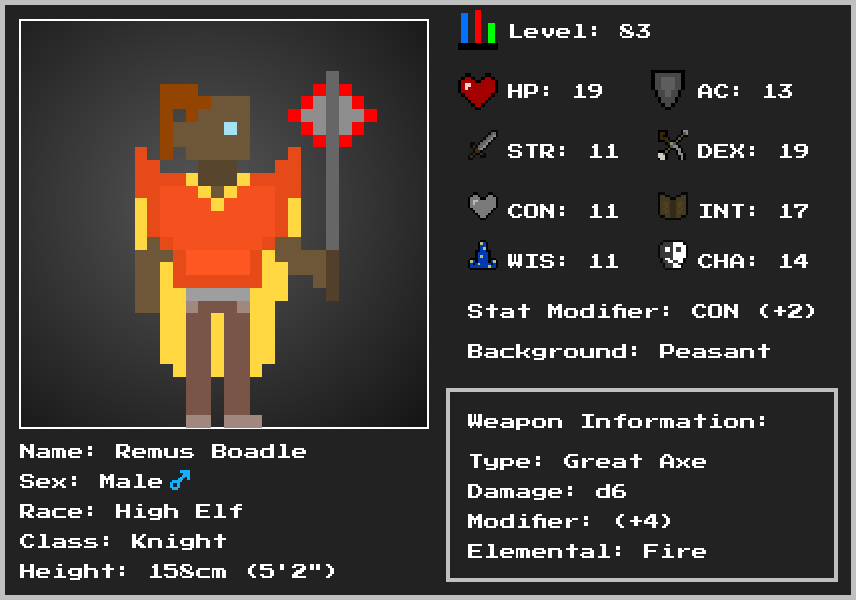 Level: 83
HP: 19 AC: 13
STR: 11 DEX: 19
CON: 11 INT: 17
WIS: 11 CHA: 14
Stat Modifier: CON (+2)
Background: Peasant
Name: Remus Boadle
Sex: Male ♂
Race: High Elf
Class: Knight
Height: 158cm (5'2")
Weapon Information:
Type: Great Axe
Damage: d6
Modifier: (+4)
Elemental: Fire